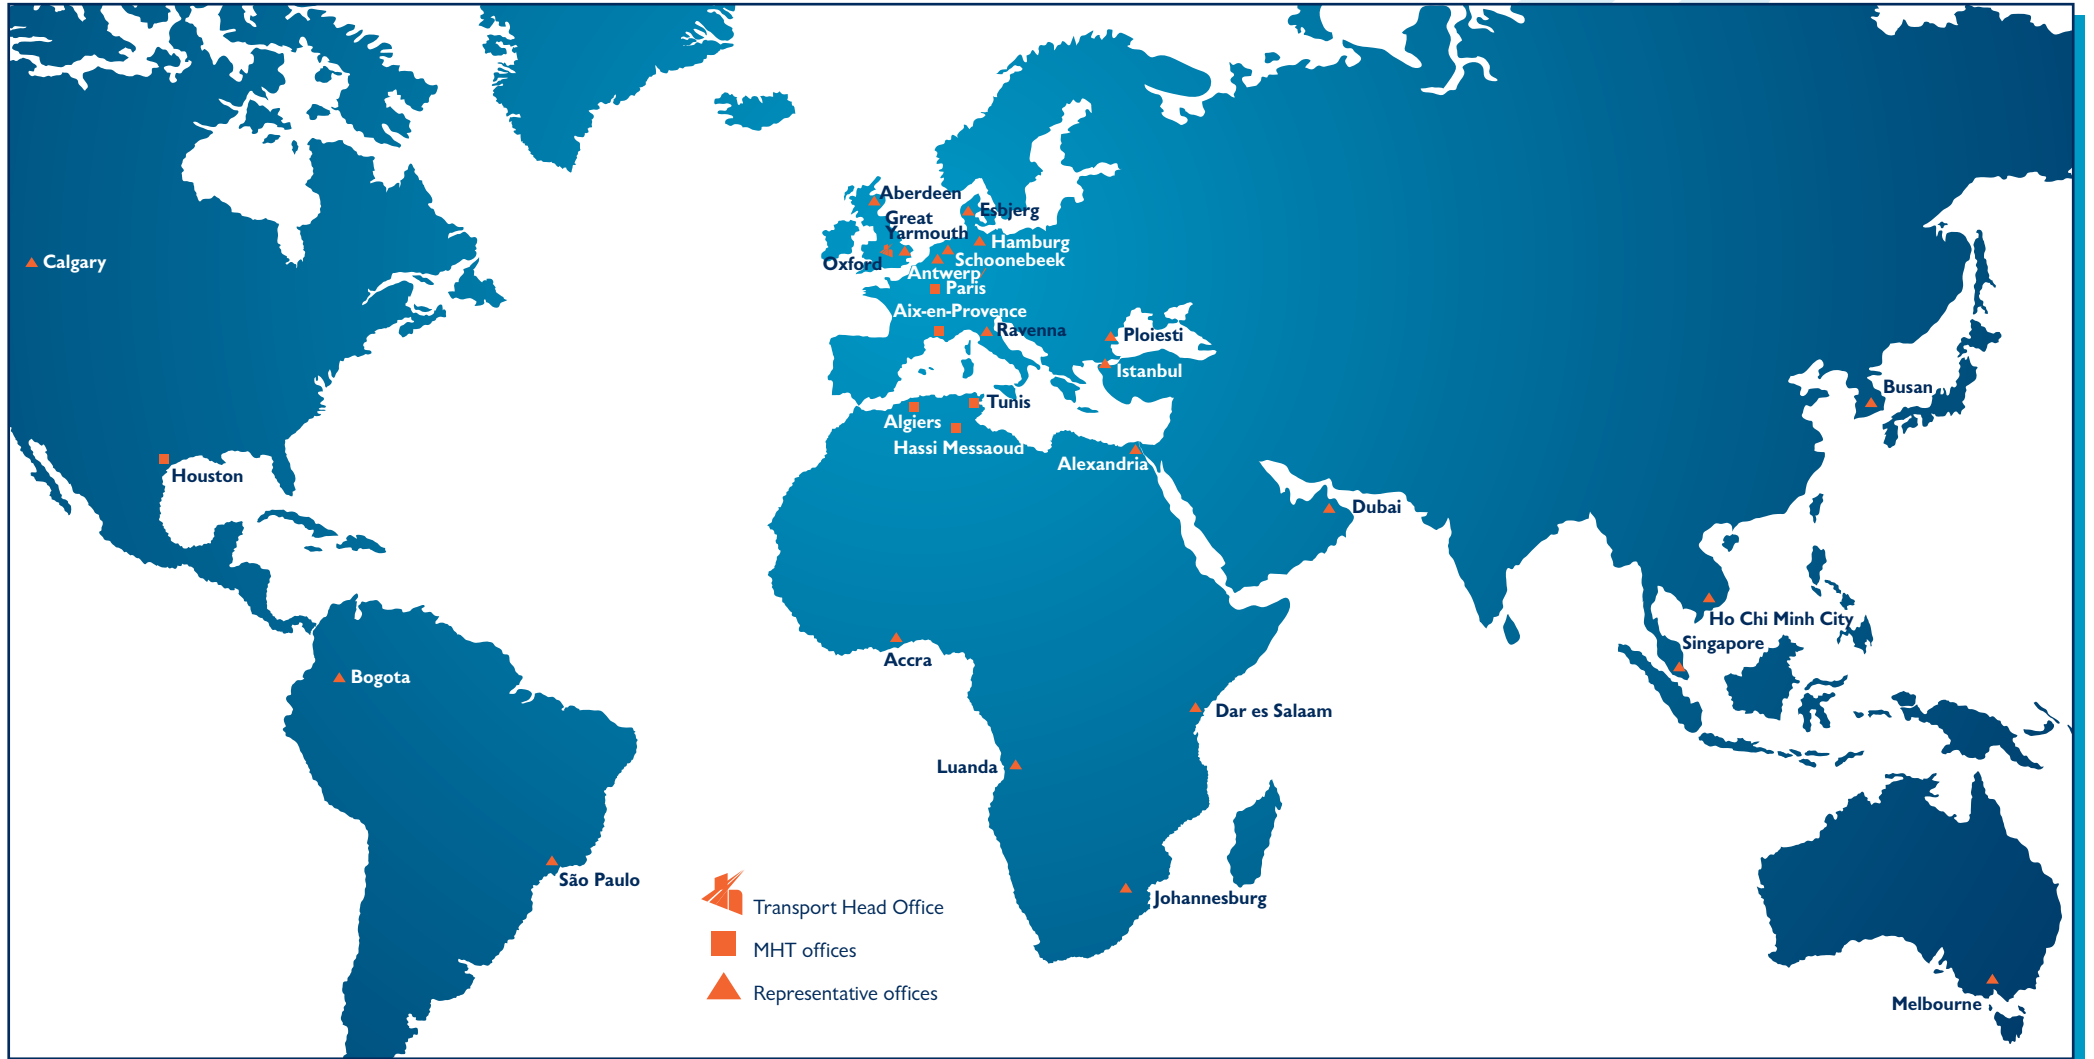 Aberdeen
Great
Yarmouth
Esbjerg
Hamburg
Oxford
Schoonebeek
Antwerp
Paris
Calgary
Aix-en-Provence
Ravenna
Ploiesti
Istanbul
Busan
Tunis
Algiers
Hassi Messaoud
Alexandria
Houston
Dubai
Ho Chi Minh City
Singapore
Accra
Bogota
Dar es Salaam
Luanda
São Paulo
Johannesburg
Melbourne
Transport Head Office
MHT offices
Representative offices